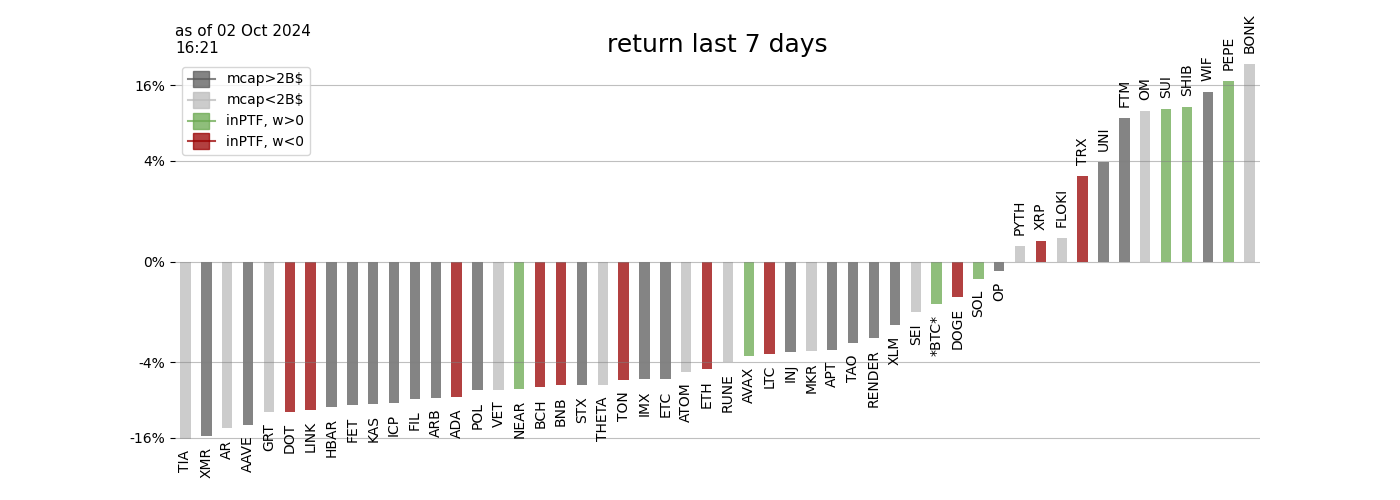 as of 02 Oct 2024
16:21
return last 7 days
mcap>2B$
mcap<2B$
inPTF, w>0
inPTF, w<0
16%
4%
0%
-4%
-16%
TIA
XMR
AR
AAVE
GRT
DOT
LINK
HBAR
FET
KAS
ICP
FIL
ARB
ADA
POL
VET
NEAR
BCH
BNB
STX
THETA
TON
IMX
ETC
ATOM
ETH
RUNE
AVAX
LTC
INJ
MKR
APT
TAO
RENDER
XLM
SEI
*BTC*
DOGE
SOL
OP
PYTH
XRP
FLOKI
TRX
UNI
FTM
OM
SUI
SHIB
WIF
PEPE
BONK